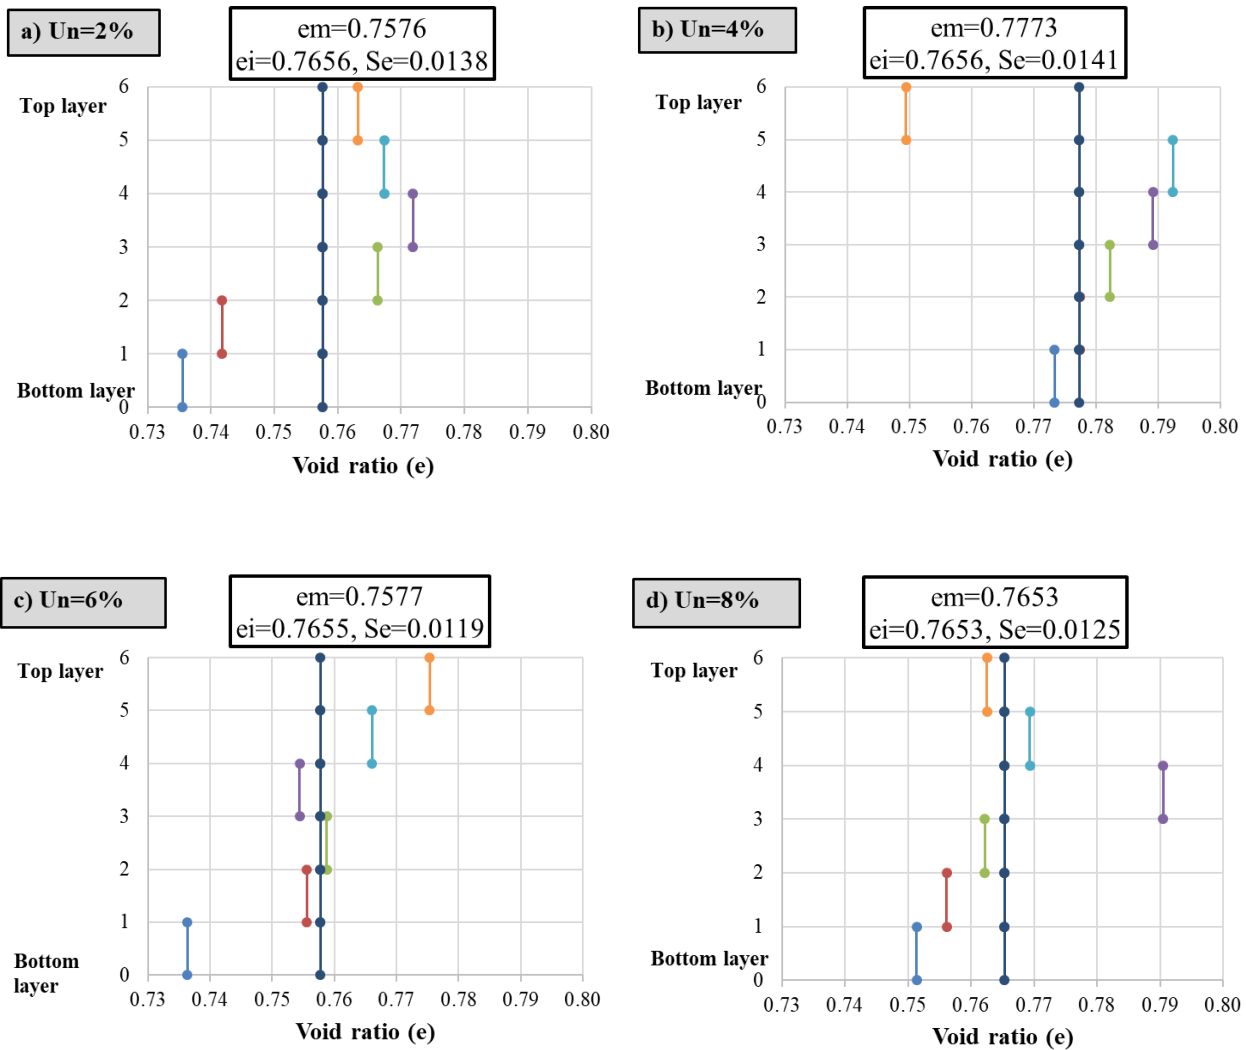 a) Un=2%
em=0.7576
ei=0.7656, Se=0.0138
Top layer
6
5
4
3
2
1
0
Bottom layer
0.73 0.74 0.75 0.76 0.77 0.78 0.79 0.80
Void ratio (e)
b) Un=4%
em=0.7773
ei=0.7656, Se=0.0141
Top layer
6
5
4
3
2
1
0
Bottom layer
0.73 0.74 0.75 0.76 0.77 0.78 0.79 0.80
Void ratio (e)
c) Un=6%
em=0.7577
ei=0.7655, Se=0.0119
Top layer
6
5
4
3
2
1
0
Bottom
layer
0.73 0.74 0.75 0.76 0.77 0.78 0.79 0.80
Void ratio (e)
d) Un=8%
em=0.7653
ei=0.7653, Se=0.0125
Top layer
6
5
4
3
2
1
0
Bottom layer
0.73 0.74 0.75 0.76 0.77 0.78 0.79 0.80
Void ratio (e)